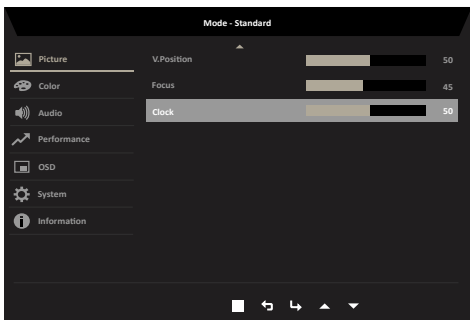 Mode - Standard
Picture
V.Position 50
Color
Focus 45
Audio
Clock 50
Performance
OSD
System
Information